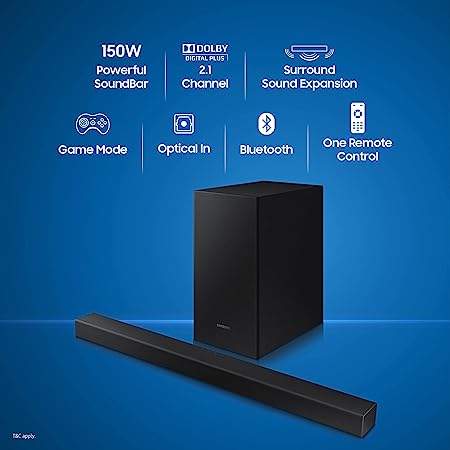 150W
Powerful
SoundBar
DOLBY
DIGITAL PLUS
2.1
Channel
Surround
Sound Expansion
Game Mode
Optical In
Bluetooth
One Remote
Control
SAMSUNG
T&C apply.